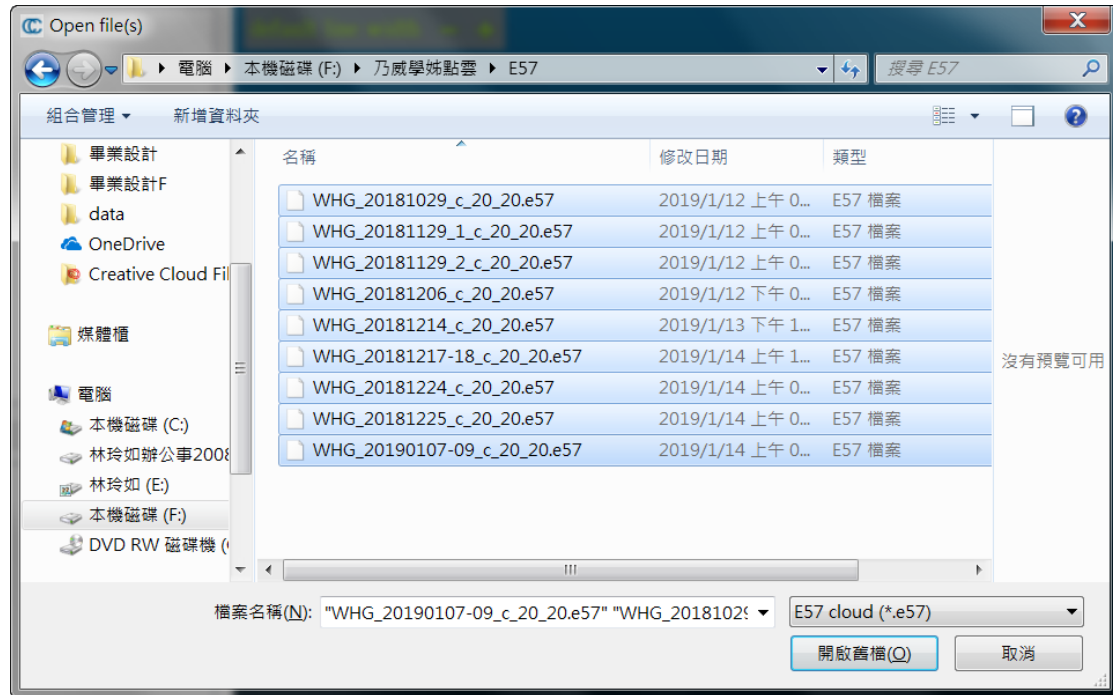 Open file(s)
電腦 本機磁碟 (F:) 乃威學姊點雲 E57
搜尋 E57
組合管理 新增資料夾
畢業設計
畢業設計F
data
OneDrive
Creative Cloud Fil
媒體櫃
電腦
本機磁碟 (C:)
林玲如辦公事2008
林玲如 (E:)
本機磁碟 (F:)
DVD RW 磁碟機 (
名稱 修改日期 類型
WHG_20181029_c_20_20.e57 2019/1/12 上午 0... E57 檔案
WHG_20181129_1_c_20_20.e57 2019/1/12 上午 0... E57 檔案
WHG_20181129_2_c_20_20.e57 2019/1/12 上午 0... E57 檔案
WHG_20181206_c_20_20.e57 2019/1/12 下午 0... E57 檔案
WHG_20181214_c_20_20.e57 2019/1/13 下午 1... E57 檔案
WHG_20181217-18_c_20_20.e57 2019/1/14 上午 1... E57 檔案
WHG_20181224_c_20_20.e57 2019/1/14 上午 0... E57 檔案
WHG_20181225_c_20_20.e57 2019/1/14 上午 0... E57 檔案
WHG_20190107-09_c_20_20.e57 2019/1/14 上午 0... E57 檔案
沒有預覽可用
檔案名稱(N): "WHG_20190107-09_c_20_20.e57" "WHG_20181029
E57 cloud (*.e57)
開啟舊檔(O) 取消